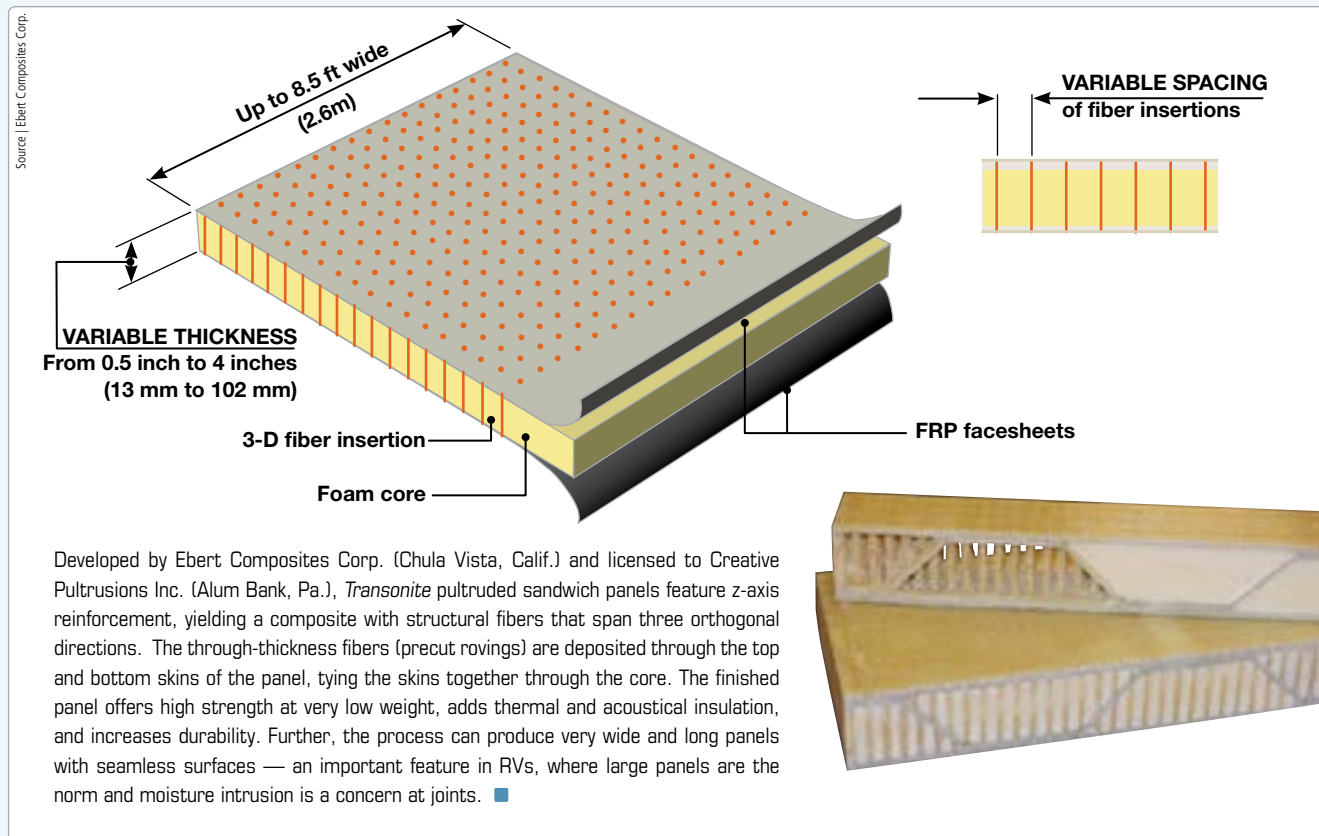 Source | Ebert Composites Corp.
Up to 8.5 ft wide
(2.6m)
VARIABLE SPACING
of fiber insertions
VARIABLE THICKNESS
From 0.5 inch to 4 inches
(13 mm to 102 mm)
3-D fiber insertion
Foam core
FRP facesheets
Developed by Ebert Composites Corp. (Chula Vista, Calif.) and licensed to Creative
Pultrusions Inc. (Alum Bank, Pa.), Transonite pultruded sandwich panels feature z-axis
reinforcement, yielding a composite with structural fibers that span three orthogonal
directions. The through-thickness fibers (precut rovings) are deposited through the top
and bottom skins of the panel, tying the skins together through the core. The finished
panel offers high strength at very low weight, adds thermal and acoustical insulation,
and increases durability. Further, the process can produce very wide and long panels
with seamless surfaces — an important feature in RVs, where large panels are the
norm and moisture intrusion is a concern at joints.